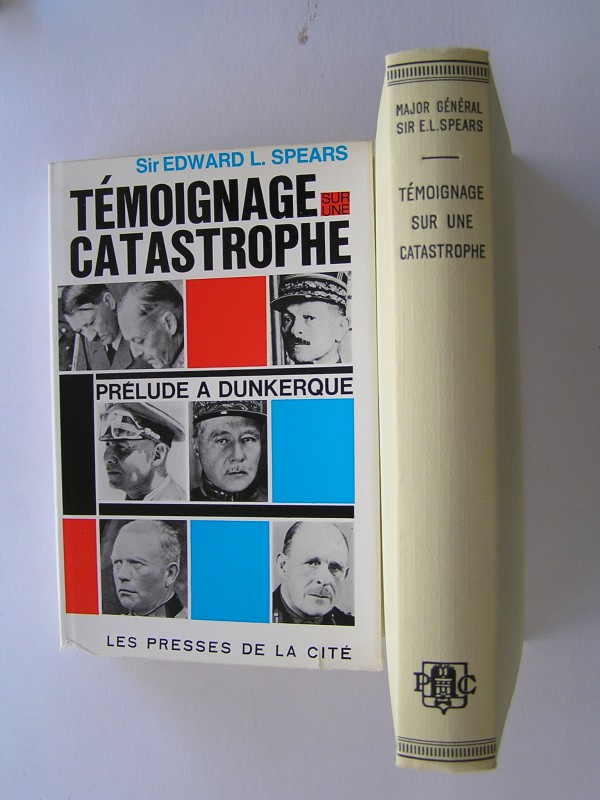 Sir EDWARD L. SPEARS
TÉMOIGNAGE SUR UNE
CATASTROPHE
PRÉLUDE A DUNKERQUE
LES PRESSES DE LA CITÉ
MAJOR GÉNÉRAL
SIR E.L.SPEARS
TÉMOIGNAGE
SUR UNE
CATASTROPHE
P C